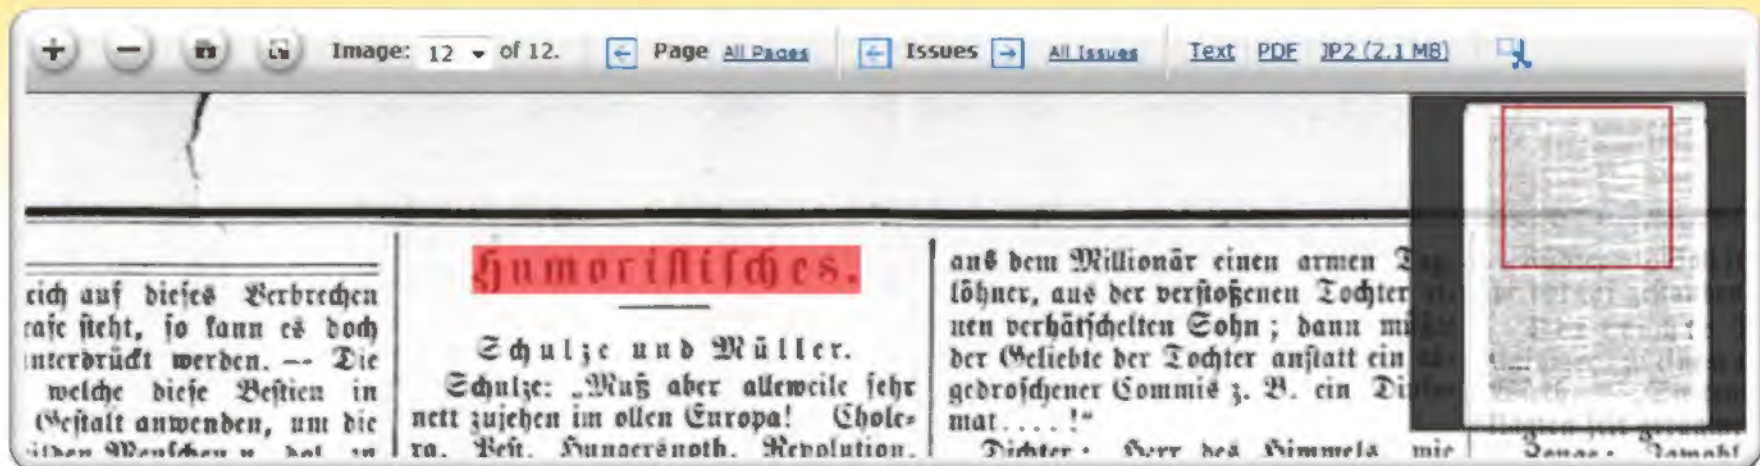 Image: 12 of 12. Page All Pages Issues All Issues Text PDF JP2 (2.1 MB)
eich auf dieses Verbrechen
rafe steht, so kann es doch
unterdrückt werden. -- Die
welche diese Bestien in
Gestalt anwenden, um die
Humoristisches.
Schulze und Müller.
Schulze: „Muß aber alleweile sehr
nett zujehen im ollen Europa! Chole-
ra, Pest, Hungersnoth, Revolution,
aus dem Millionär einen armen
löhner, aus der verstoßenen Tochter
nen verhätschelten Sohn; dann
der Geliebte der Tochter anstatt ein
gedroschener Commis z. B. ein
mat....!“
Dichter: Herr des Himmels, wie